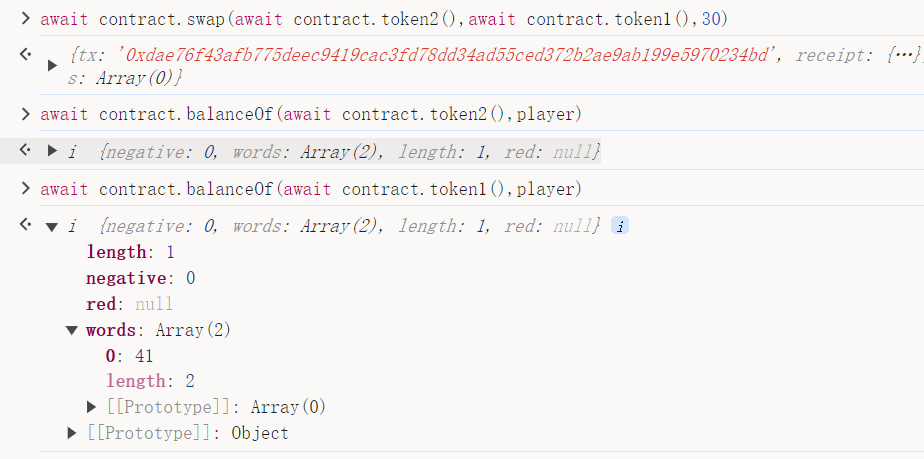 await contract.swap(await contract.token2(),await contract.token1(),30)
{tx: '0xdae76f43afb775deec9419cac3fd78dd34ad55ced372b2ae9ab199e5970234bd', receipt: {…},
s: Array(0)}
await contract.balanceOf(await contract.token2(),player)
i {negative: 0, words: Array(2), length: 1, red: null}
await contract.balanceOf(await contract.token1(),player)
i {negative: 0, words: Array(2), length: 1, red: null} i
length: 1
negative: 0
red: null
words: Array(2)
0: 41
length: 2
[[Prototype]]: Array(0)
[[Prototype]]: Object